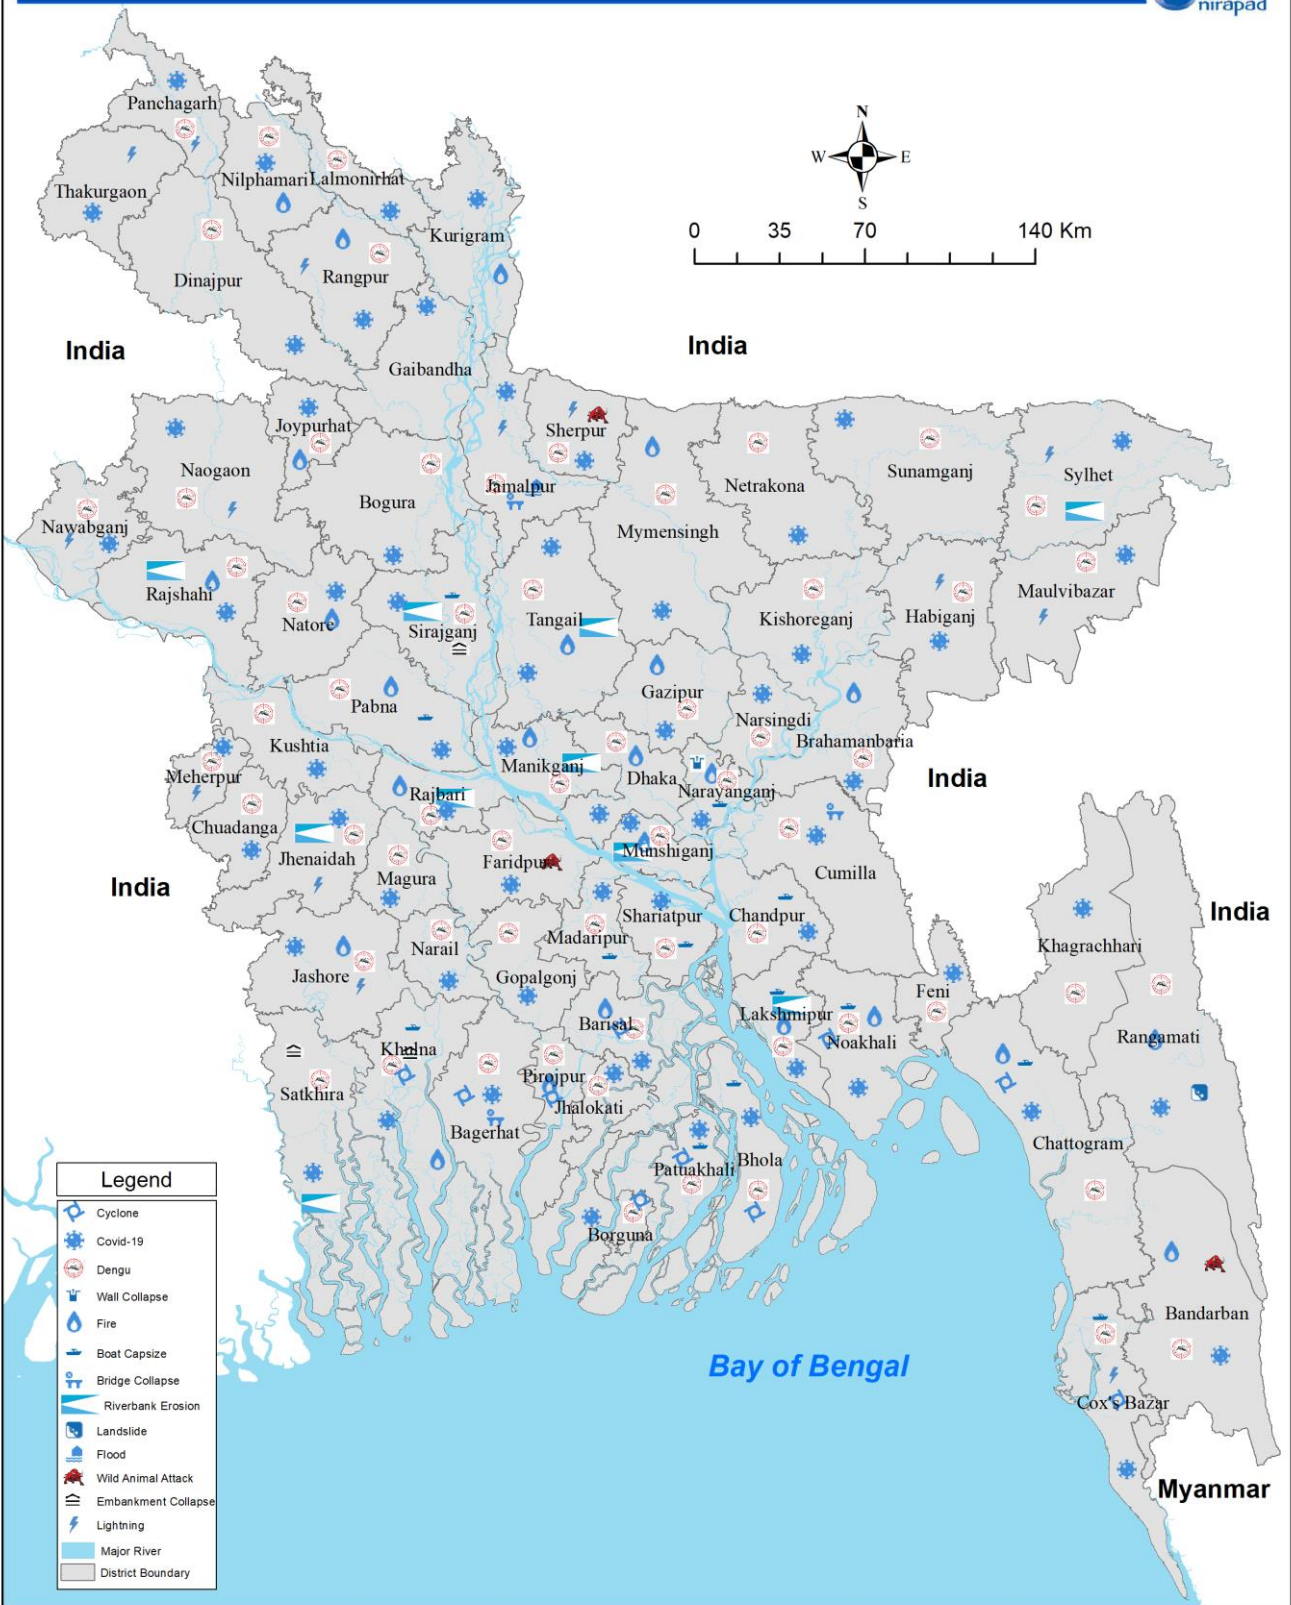 nirapad
N
W E
S
0 35 70 140 Km
Panchagarh
Thakurgaon
Nilphamari
Lalmonirhat
Kurigram
Dinajpur
Rangpur
India
India
Gaibandha
Joypurhat
Sherpur
Naogaon
Sunamganj
Sylhet
Bogura
Jamalpur
Netrakona
Nawabganj
Mymensingh
Rajshahi
Maulvibazar
Natore
Sirajganj
Tangail
Kishoreganj
Habiganj
Pabna
Gazipur
Narsingdi
Kushtia
Brahamanbaria
Meherpur
Manikganj
Dhaka
India
Narayanganj
Rajbari
Chuadanga
Jhenaidah
Faridpur
Munshiganj
Cumilla
India
Magura
India
Shariatpur
Chandpur
Madaripur
Khagrachhari
Narail
Jashore
Gopalgonj
Feni
Lakshmipur
Barisal
Noakhali
Rangamati
Khulna
Pirojpur
Satkhira
Jhalokati
Bagerhat
Chattogram
Patuakhali
Bhola
Borguna
Bandarban
Bay of Bengal
Cox's Bazar
Myanmar
Legend
Cyclone
Covid-19
Dengu
Wall Collapse
Fire
Boat Capsize
Bridge Collapse
Riverbank Erosion
Landslide
Flood
Wild Animal Attack
Embankment Collapse
Lightning
Major River
District Boundary